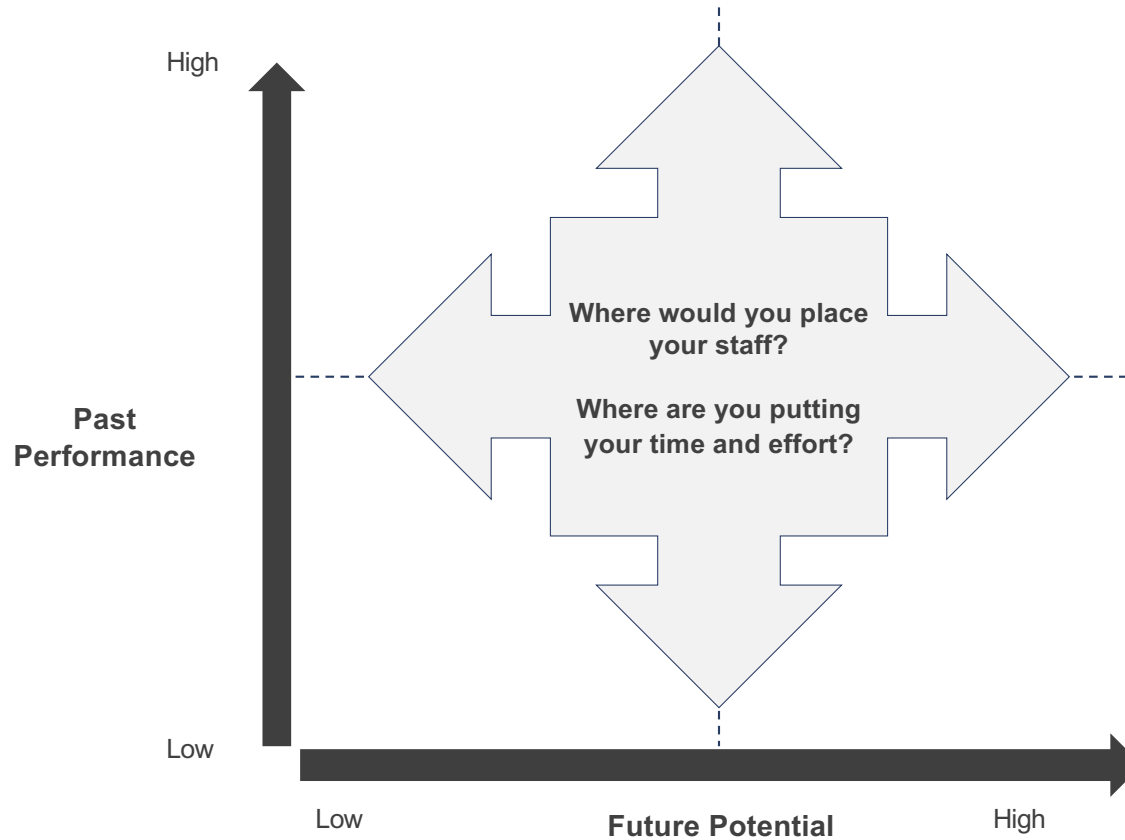 High
Where would you place
your staff?
Where are you putting
your time and effort?
Past
Performance
Low
Low
Future Potential
High